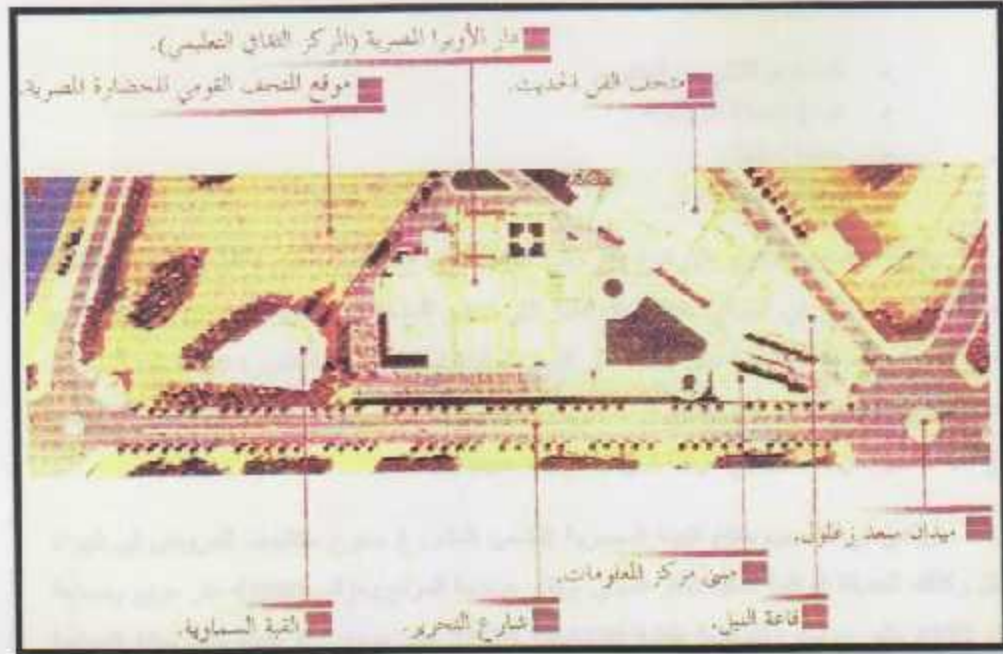 دار الأوبرا المصرية (المركز الثقافي التعليمي).
متحف الفن الحديث.
موقع المتحف القومي للحضارة المصرية.
ميدان سعد زغلول.
مبنى مركز المعلومات.
قاعة النيل.
شارع التحرير.
القبة السماوية.